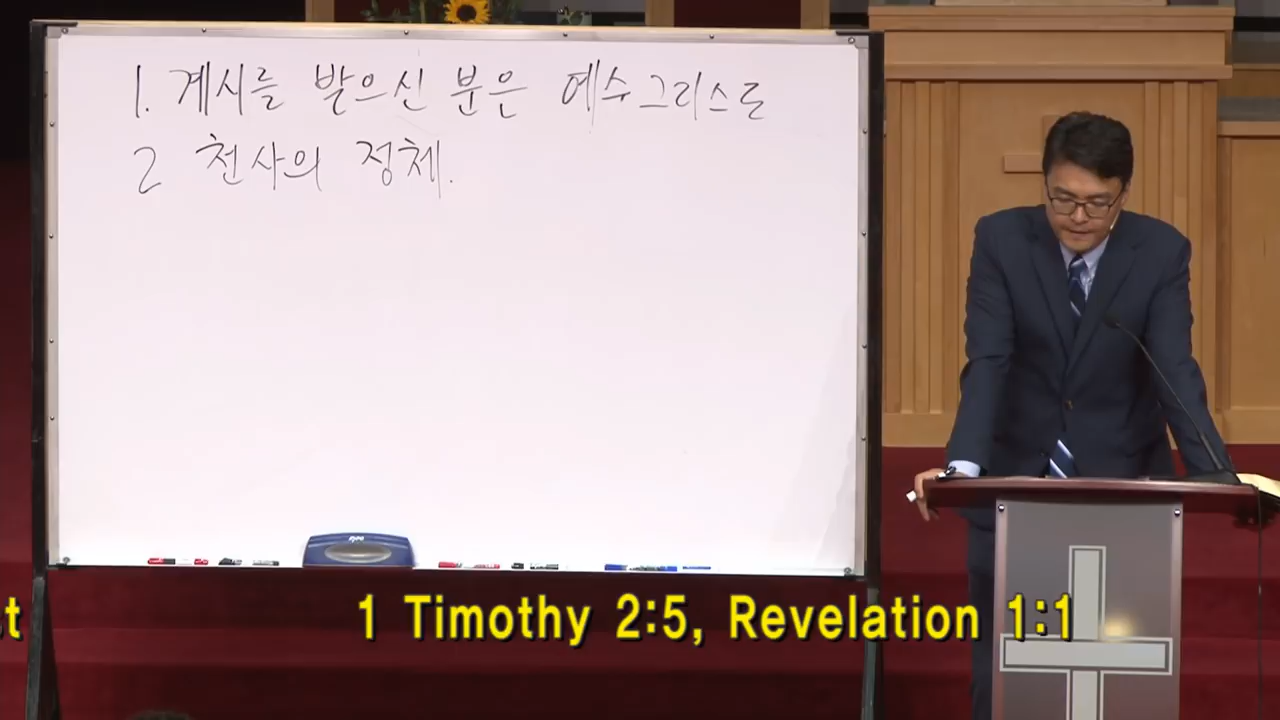 1. 계시를 받으신 분은 예수그리스도
2 천사의 정체.
1 Timothy 2:5, Revelation 1:1